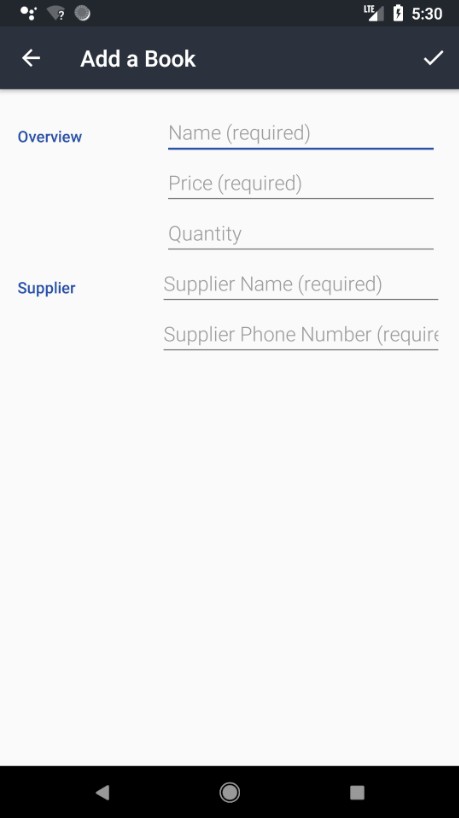 LTE 5:30
Add a Book
Overview
Name (required)
Price (required)
Quantity
Supplier
Supplier Name (required)
Supplier Phone Number (require